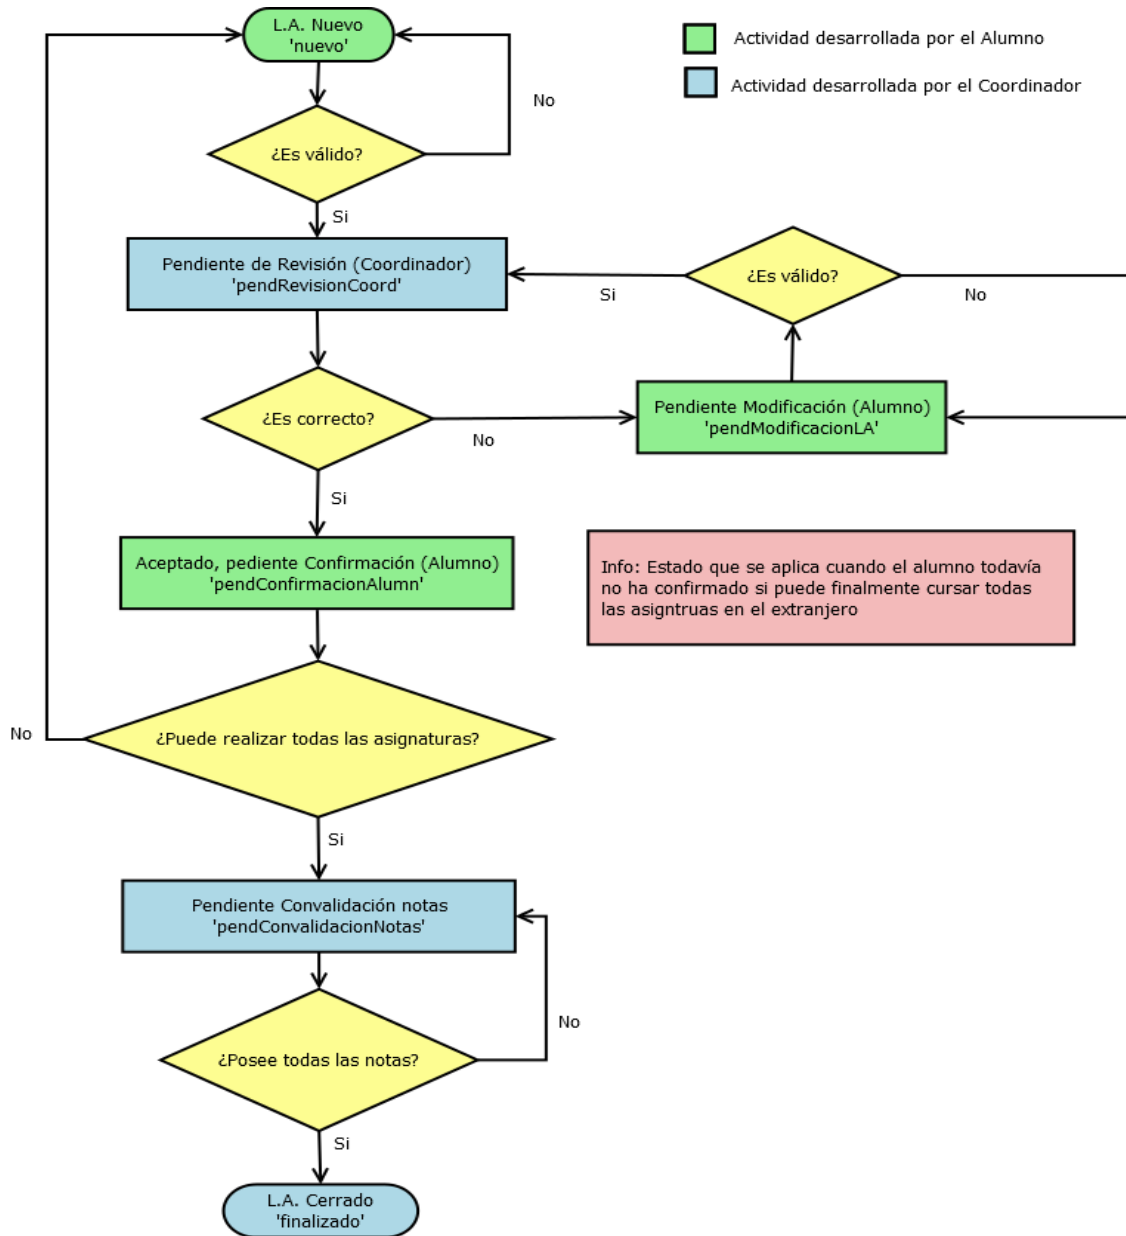 L.A. Nuevo
'nuevo'
Actividad desarrollada por el Alumno
Actividad desarrollada por el Coordinador
No
¿Es válido?
Si
Pendiente de Revisión (Coordinador)
'pendRevisionCoord'
¿Es válido?
Si
No
¿Es correcto?
No
Pendiente Modificación (Alumno)
'pendModificacionLA'
Si
Aceptado, pediente Confirmación (Alumno)
'pendConfirmacionAlumn'
Info: Estado que se aplica cuando el alumno todavía
no ha confirmado si puede finalmente cursar todas
las asigntruas en el extranjero
No
¿Puede realizar todas las asignaturas?
Si
Pendiente Convalidación notas
'pendConvalidacionNotas'
No
¿Posee todas las notas?
Si
L.A. Cerrado
'finalizado'